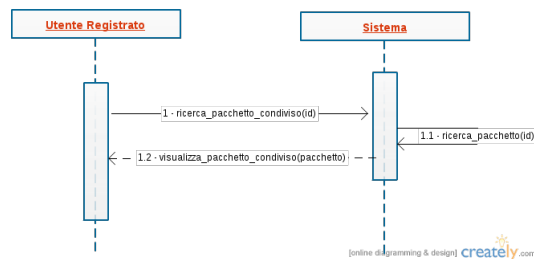 Utente Registrato
Sistema
1 - ricerca_pacchetto_condiviso(id)
1.1 - ricerca_pacchetto(id)
1.2 - visualizza_pacchetto_condiviso(pacchetto)
[online diagramming & design] creately.com